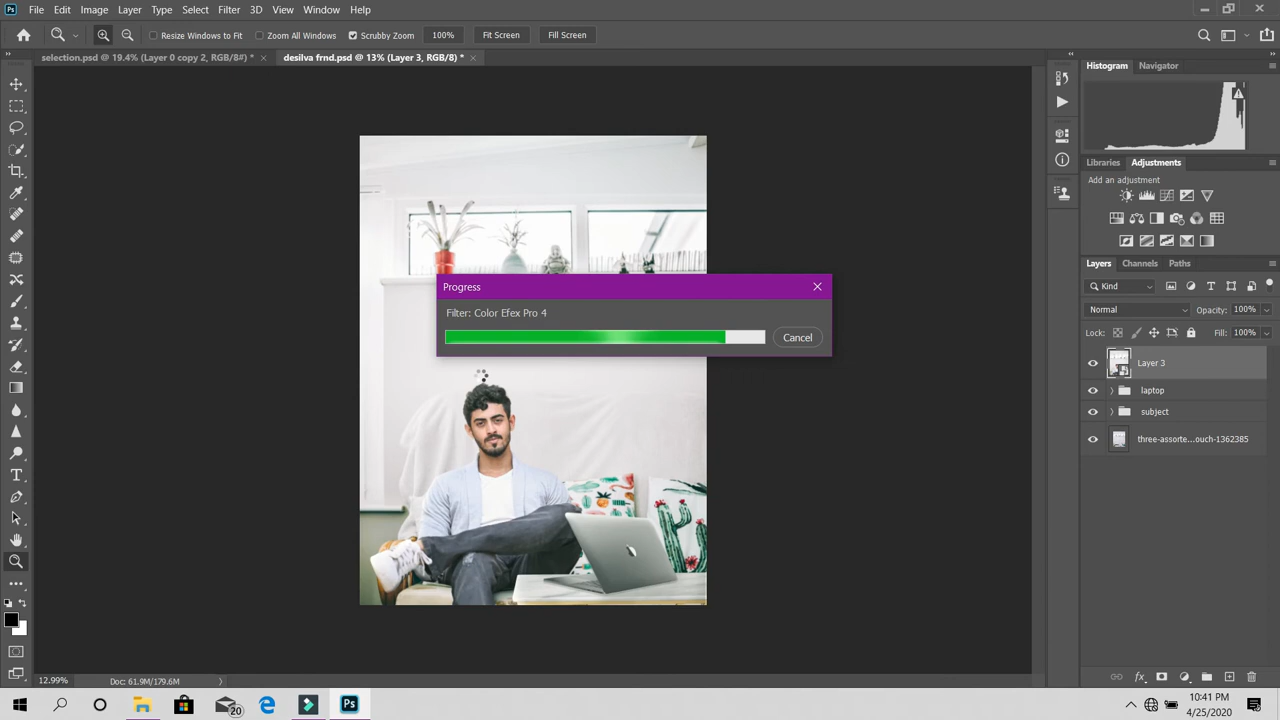 File Edit Image Layer Type Select Filter 3D View Window Help
Resize Windows to Fit Zoom All Windows Scrubby Zoom 100% Fit Screen Fill Screen
selection.psd @ 19.4% (Layer 0 copy 2, RGB/8#) * desilva frnd.psd @ 13% (Layer 3, RGB/8) *
Histogram Navigator
Libraries Adjustments
Add an adjustment
Layers Channels Paths
Kind
Normal Opacity: 100%
Lock: Fill: 100%
Layer 3
laptop
subject
three-assorte...ouch-1362385
Progress
Filter: Color Efex Pro 4
Cancel
12.99% Doc: 61.9M/179.6M
Ps
20
Ps
10:41 PM
4/25/2020